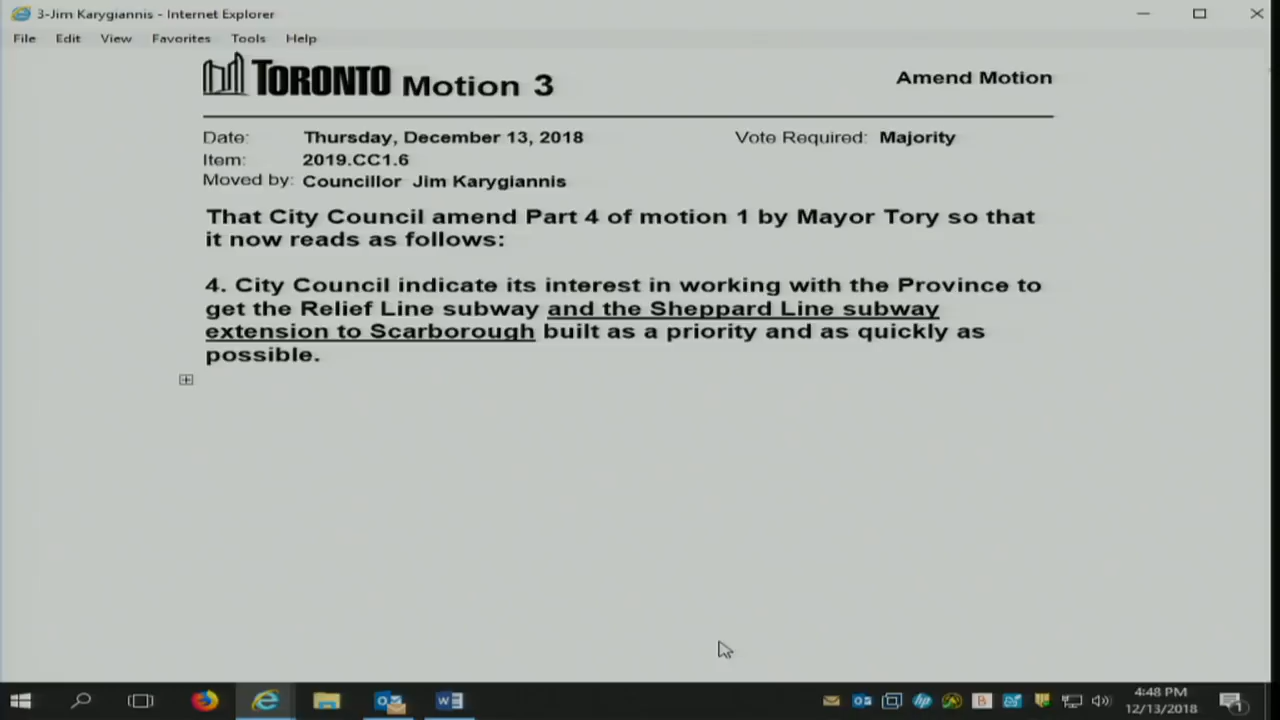 3-Jim Karygiannis - Internet Explorer
File Edit View Favorites Tools Help
TORONTO Motion 3
Amend Motion
Date: Thursday, December 13, 2018
Vote Required: Majority
Item: 2019.CC1.6
Moved by: Councillor Jim Karygiannis
That City Council amend Part 4 of motion 1 by Mayor Tory so that
it now reads as follows:
4. City Council indicate its interest in working with the Province to
get the Relief Line subway and the Sheppard Line subway
extension to Scarborough built as a priority and as quickly as
possible.
4:48 PM
12/13/2018